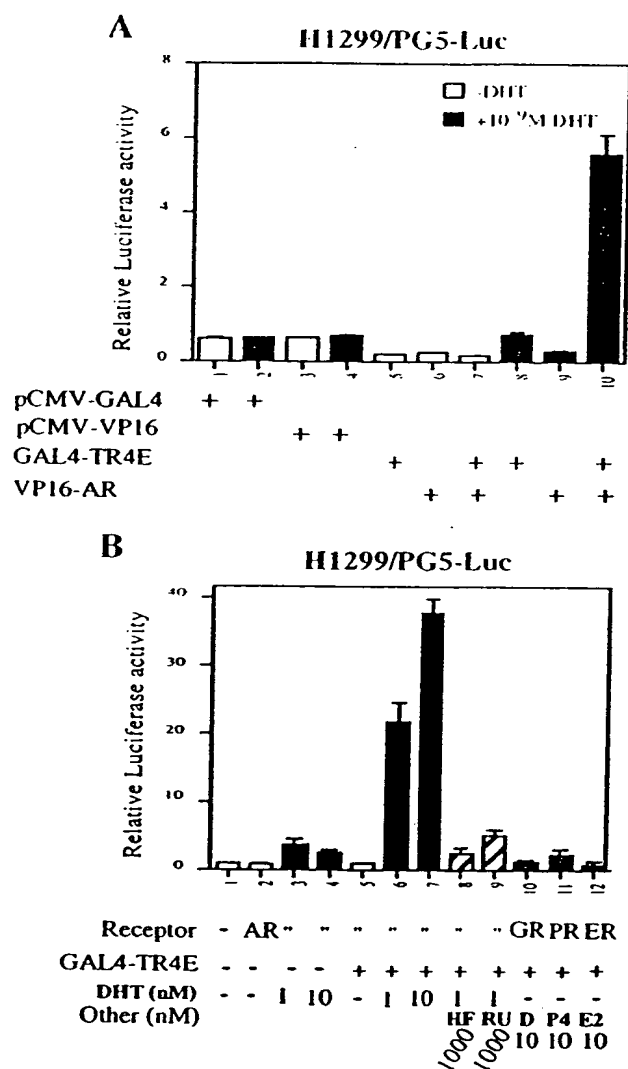 A
H1299/PG5-Luc
8
6
4
2
0
Relative Luciferase activity
-DHT
+10⁻⁹M DHT
1 2 3 4 5 6 7 8 9 10
pCMV-GAL4 + +
pCMV-VP16 + +
GAL4-TR4E + + + +
VP16-AR + + + +
B
H1299/PG5-Luc
40
30
20
10
0
Relative Luciferase activity
1 2 3 4 5 6 7 8 9 10 11 12
Receptor - AR " " " " " " " GR PR ER
GAL4-TR4E - - - - + + + + + + + +
DHT (nM) - - 1 10 - 1 10 1 1 - - -
Other (nM) HF RU D P4 E2
1000 1000 10 10 10